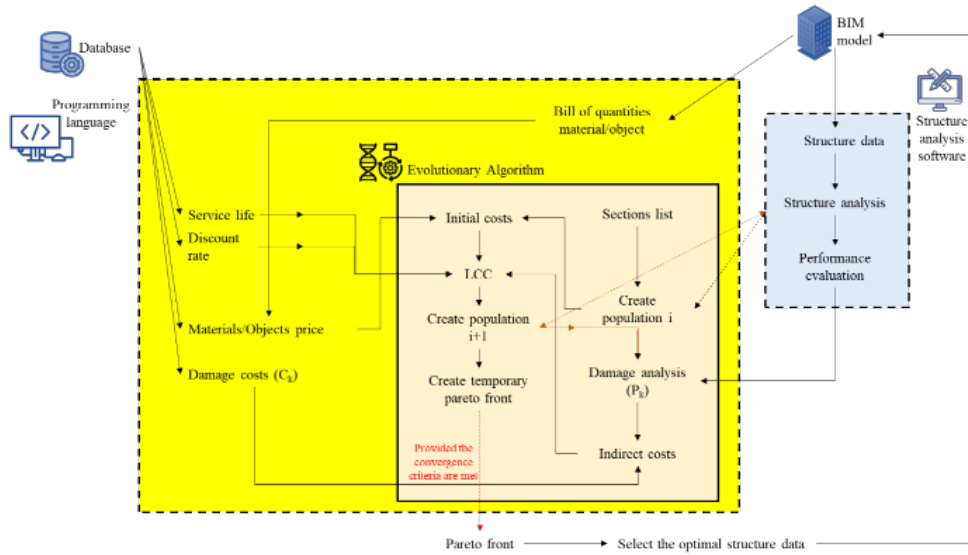 Database
BIM
model
Programming
language
Bill of quantities
material/object
Structure
analysis
software
Structure data
Evolutionary Algorithm
Service life
Initial costs
Sections list
Structure analysis
Discount
rate
LCC
Performance
evaluation
Materials/Objects price
Create population
i+1
Create
population i
Damage costs (Ck)
Create temporary
pareto front
Damage analysis
(Pk)
Provided the
convergence
criteria are met
Indirect costs
Pareto front
Select the optimal structure data